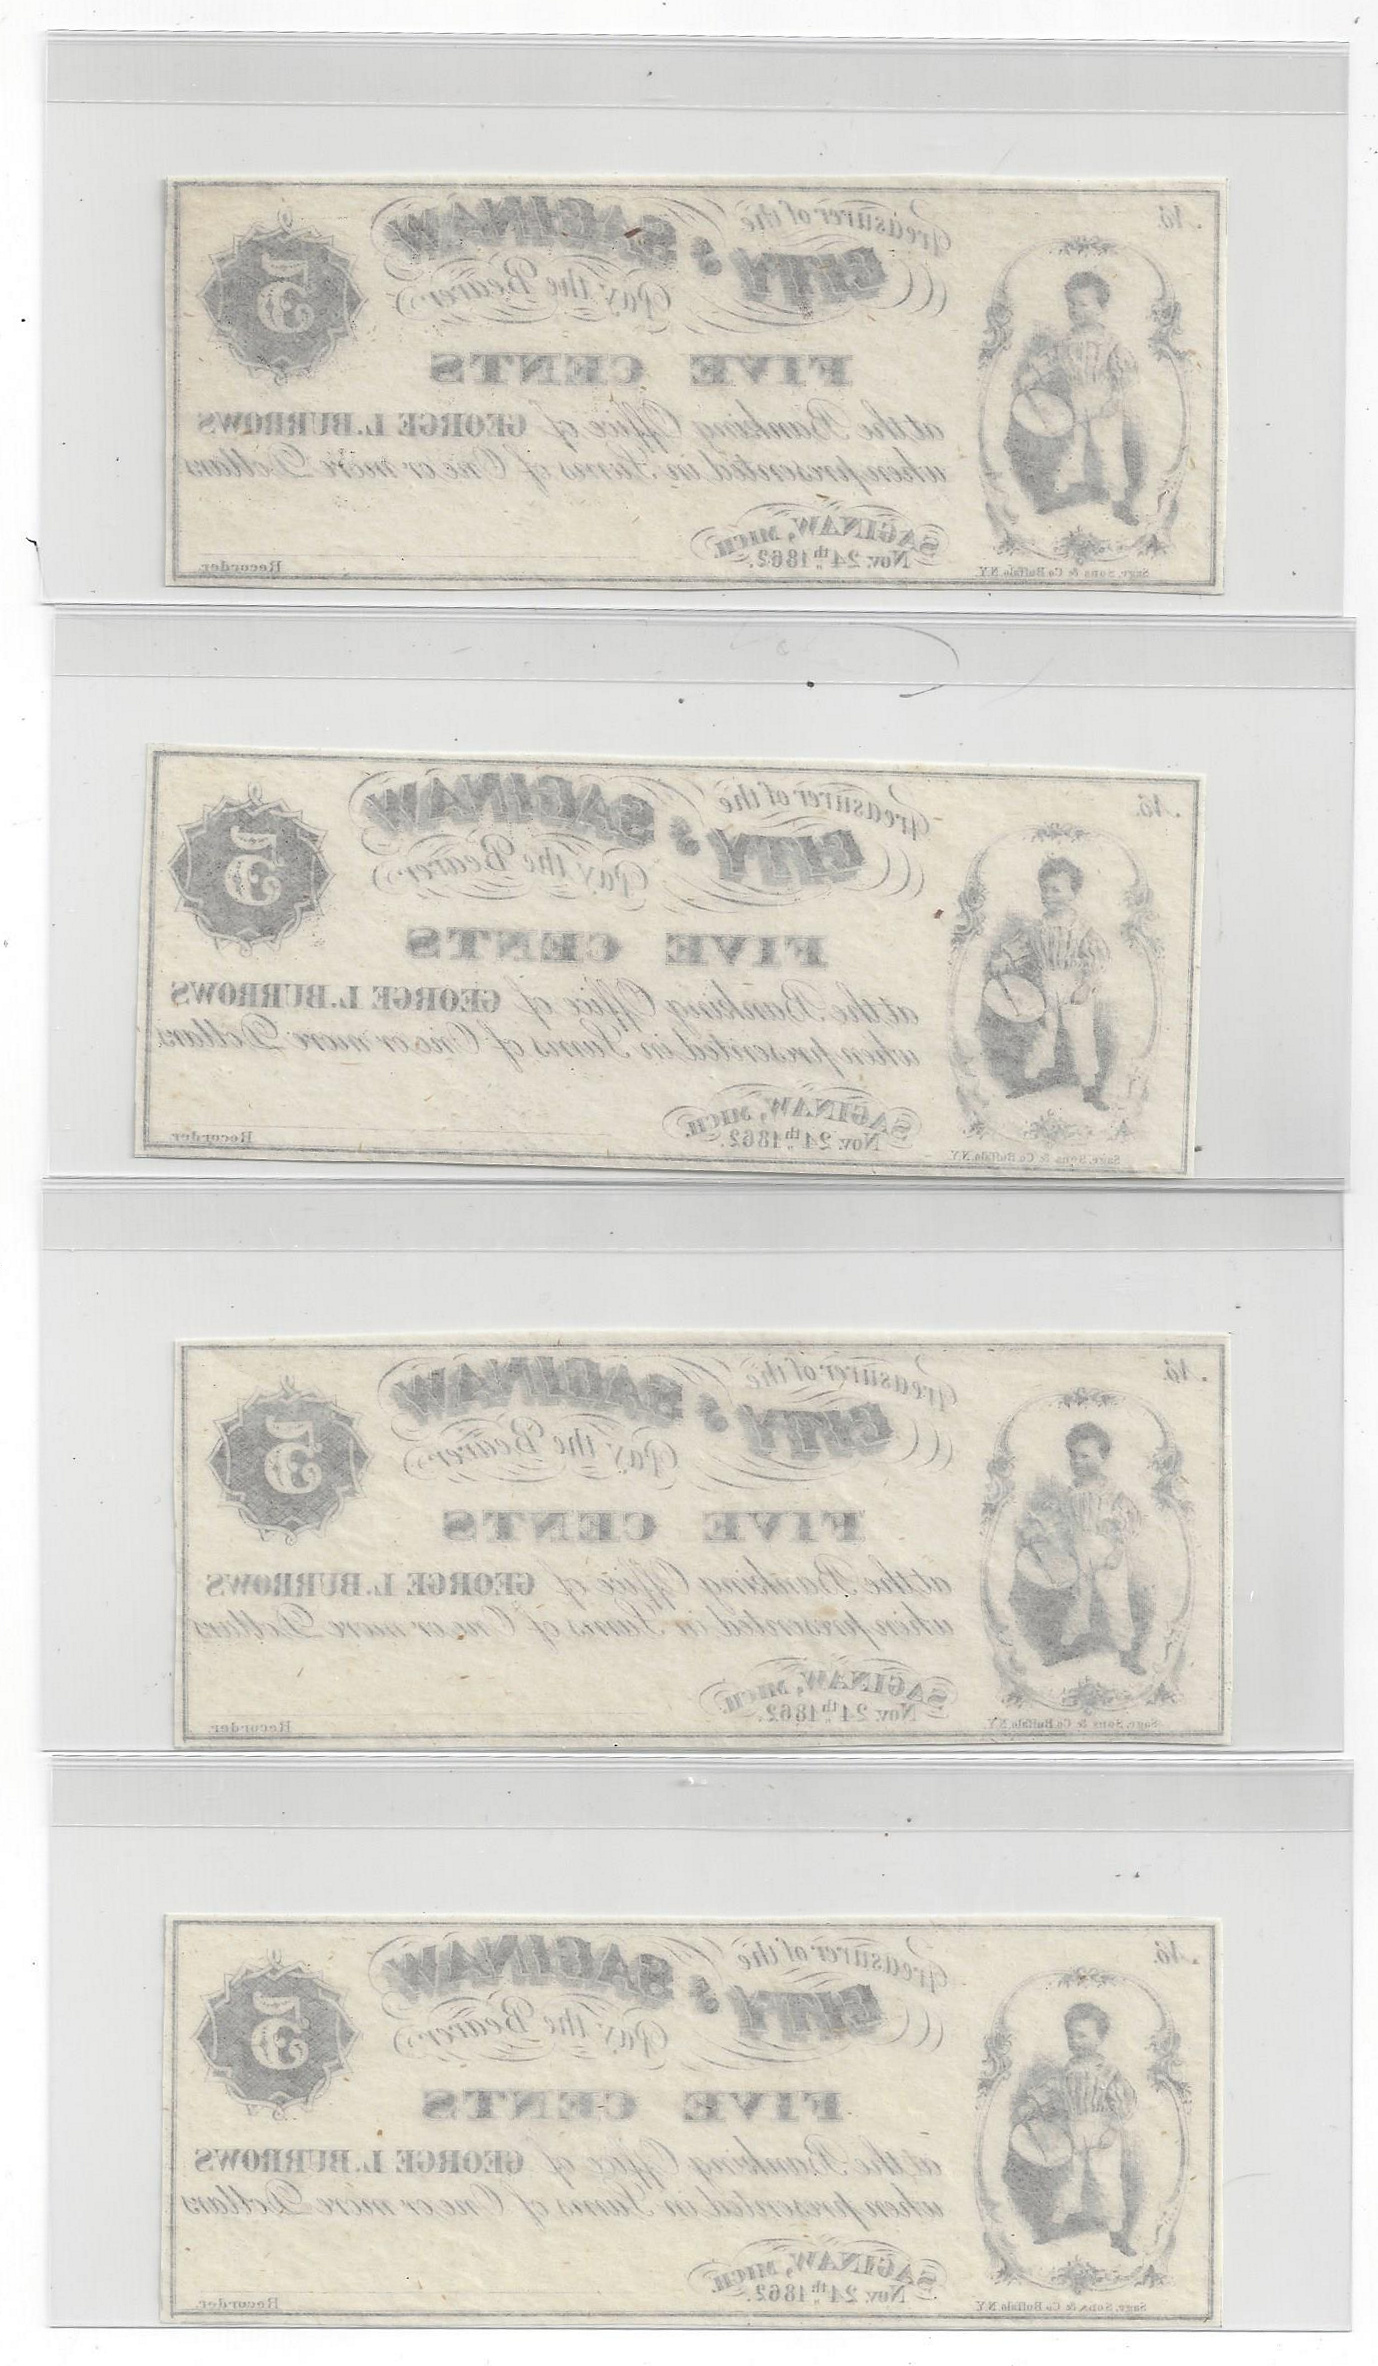 No.
Treasurer of the
CITY of SAGINAW
Pay the Bearer
FIVE CENTS
5
at the Banking Office of GEORGE L. BURROWS
when presented in Sums of One or more Dollars
SAGINAW, MICH.
Nov. 24th 1862.
Recorder.
Sage, Sons & Co Buffalo, N.Y.
No.
Treasurer of the
CITY of SAGINAW
Pay the Bearer
FIVE CENTS
5
at the Banking Office of GEORGE L. BURROWS
when presented in Sums of One or more Dollars
SAGINAW, MICH.
Nov. 24th 1862.
Recorder.
Sage, Sons & Co Buffalo, N.Y.
No.
Treasurer of the
CITY of SAGINAW
Pay the Bearer
FIVE CENTS
5
at the Banking Office of GEORGE L. BURROWS
when presented in Sums of One or more Dollars
SAGINAW, MICH.
Nov. 24th 1862.
Recorder.
Sage, Sons & Co Buffalo, N.Y.
No.
Treasurer of the
CITY of SAGINAW
Pay the Bearer
FIVE CENTS
5
at the Banking Office of GEORGE L. BURROWS
when presented in Sums of One or more Dollars
SAGINAW, MICH.
Nov. 24th 1862.
Recorder.
Sage, Sons & Co Buffalo, N.Y.